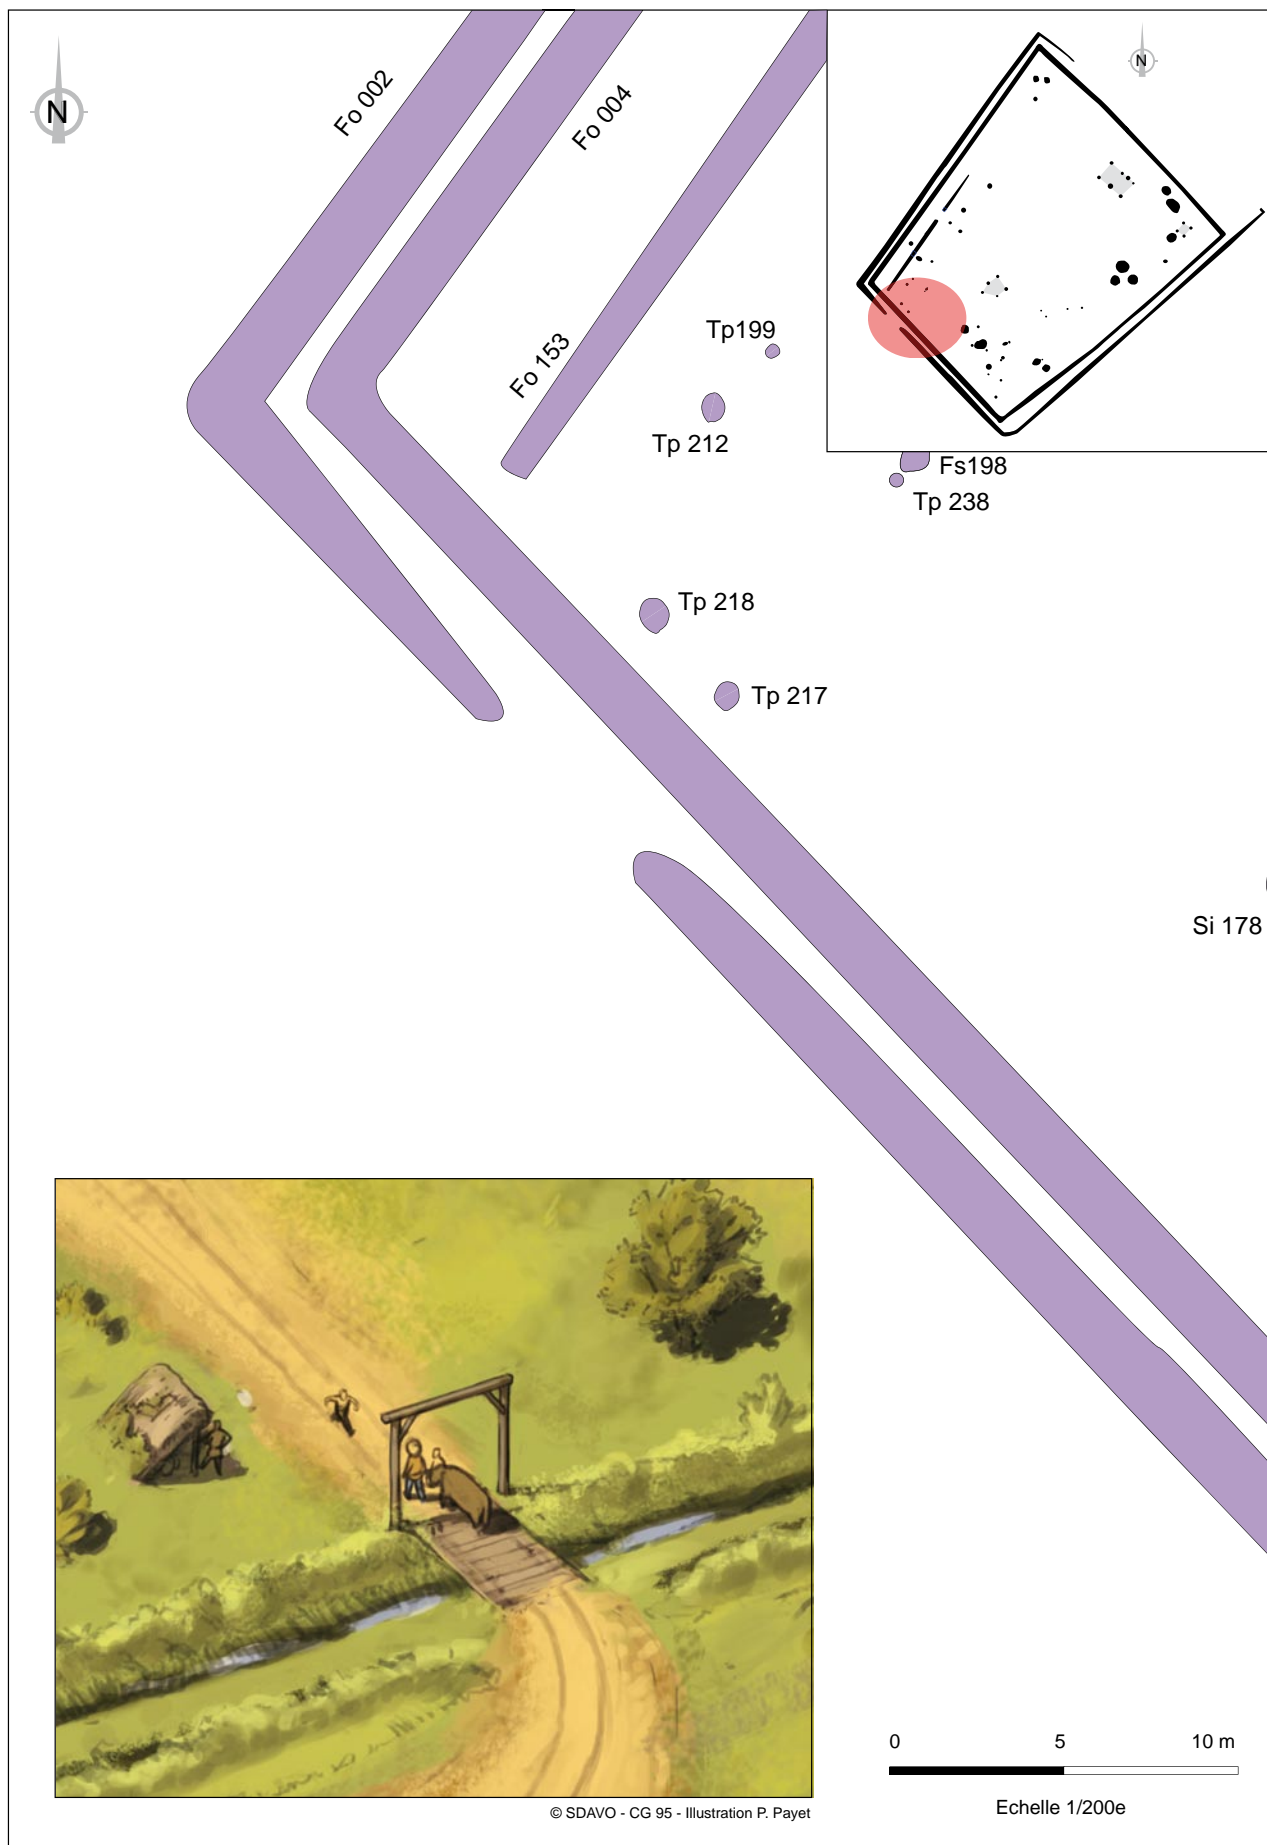 N
N
Fo 002
Fo 004
Fo 153
Tp199
Tp 212
Fs198
Tp 238
Tp 218
Tp 217
Si 178
0 5 10 m
Echelle 1/200e
© SDAVO - CG 95 - Illustration P. Payet